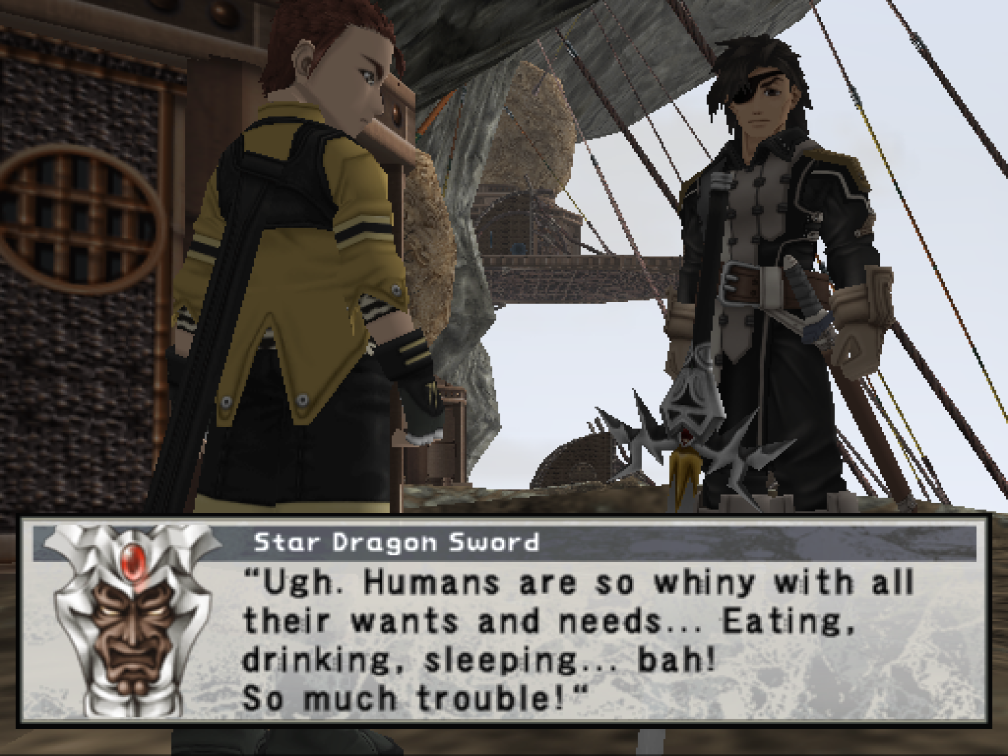 Star Dragon Sword
“Ugh. Humans are so whiny with all
their wants and needs... Eating,
drinking, sleeping... bah!
So much trouble!“